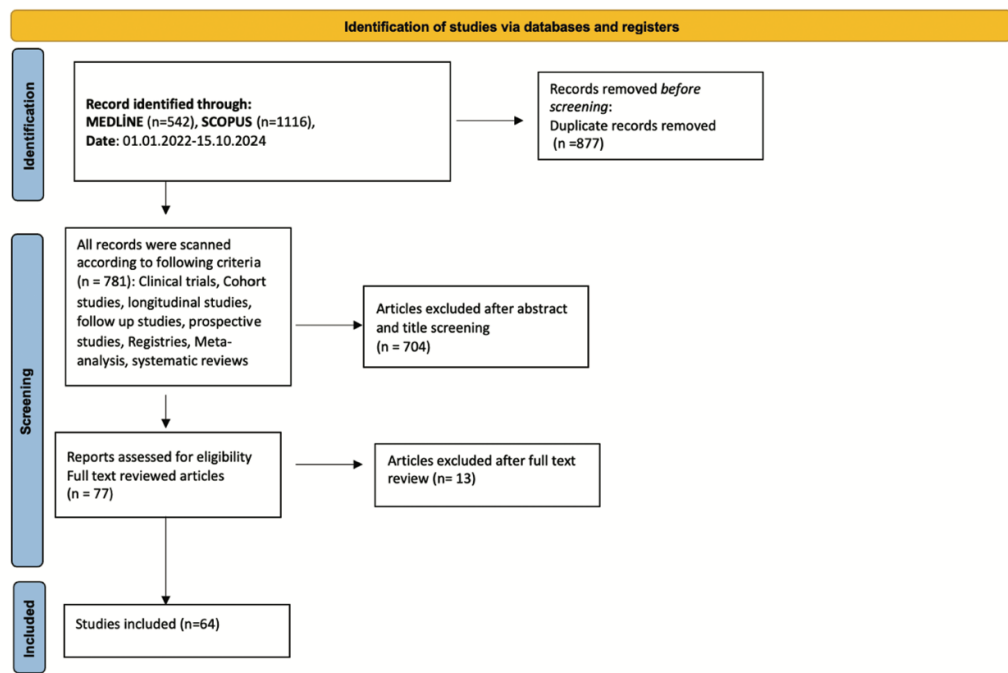 Identification of studies via databases and registers
Identification
Record identified through:
MEDLİNE (n=542), SCOPUS (n=1116),
Date: 01.01.2022-15.10.2024
Records removed before
screening:
Duplicate records removed
(n =877)
Screening
All records were scanned
according to following criteria
(n = 781): Clinical trials, Cohort
studies, longitudinal studies,
follow up studies, prospective
studies, Registries, Meta-
analysis, systematic reviews
Articles excluded after abstract
and title screening
(n = 704)
Reports assessed for eligibility
Full text reviewed articles
(n = 77)
Articles excluded after full text
review (n= 13)
Included
Studies included (n=64)